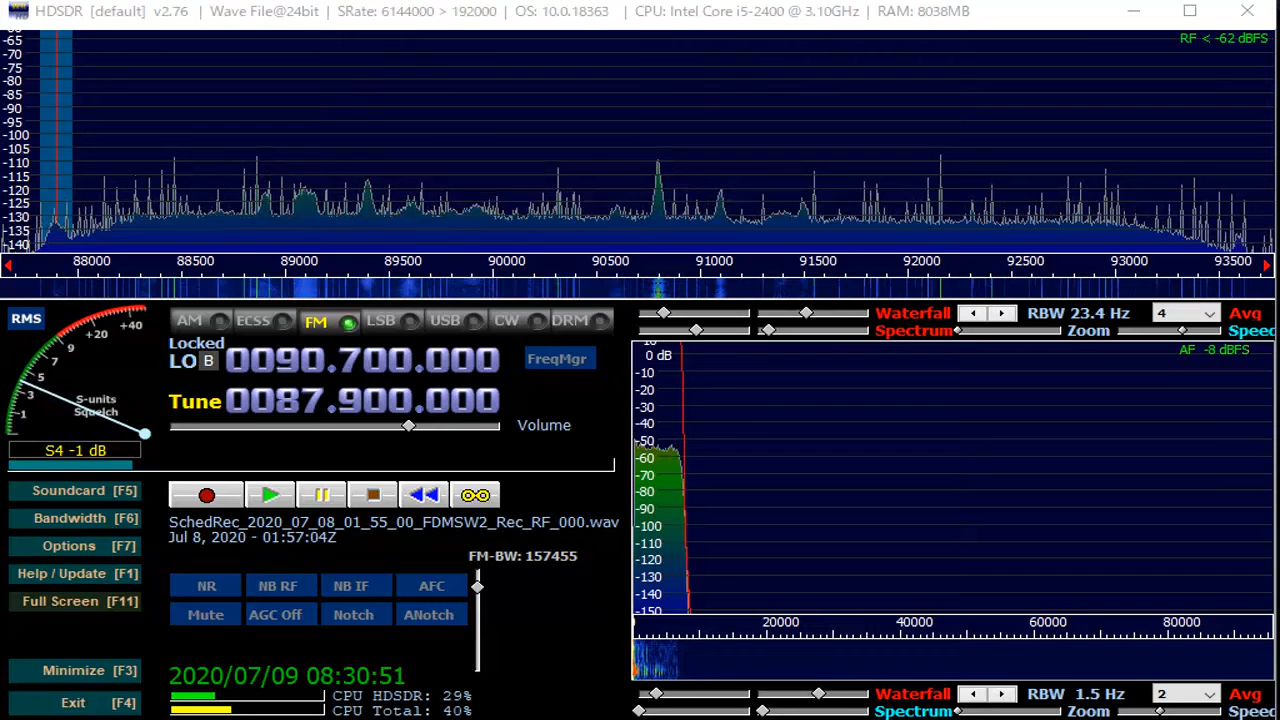 HDSDR [default] v2.76 | Wave File@24bit | SRate: 6144000 > 192000 | OS: 10.0.18363 | CPU: Intel Core i5-2400 @ 3.10GHz | RAM: 8038MB
RF < -62 dBFS
-65
-70
-75
-80
-85
-90
-95
-100
-105
-110
-115
-120
-125
-130
-135
-140
88000 88500 89000 89500 90000 90500 91000 91500 92000 92500 93000 93500
RMS
1 3 5 7 9 +20 +40
S-units
Squelch
S4 -1 dB
AM ECSS FM LSB USB CW DRM
Locked
LO B 0090.700.000
FreqMgr
Tune 0087.900.000
Volume
Waterfall RBW 23.4 Hz 4 Avg
Spectrum Zoom Speed
10
0 dB
AF -8 dBFS
-10
-20
-30
-40
-50
-60
-70
-80
-90
-100
-110
-120
-130
-140
-150
20000 40000 60000 80000
Soundcard [F5]
Bandwidth [F6]
Options [F7]
Help / Update [F1]
Full Screen [F11]
Minimize [F3]
Exit [F4]
SchedRec_2020_07_08_01_55_00_FDMSW2_Rec_RF_000.wav
Jul 8, 2020 - 01:57:04Z
FM-BW: 157455
NR NB RF NB IF AFC
Mute AGC Off Notch ANotch
2020/07/09 08:30:51
CPU HDSDR: 29%
CPU Total: 40%
Waterfall RBW 1.5 Hz 2 Avg
Spectrum Zoom Speed